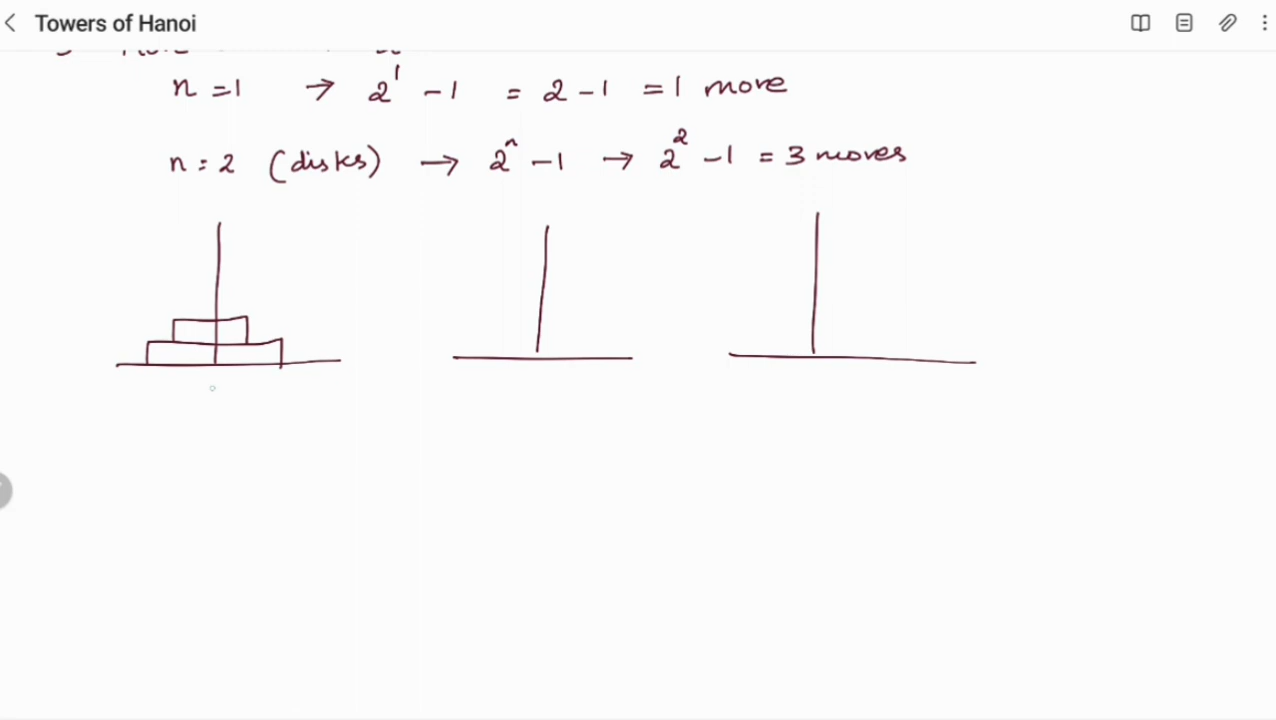 Towers of Hanoi
n = 1 → 2¹ - 1 = 2 - 1 = 1 move
n = 2 (disks) → 2ⁿ - 1 → 2² - 1 = 3 moves